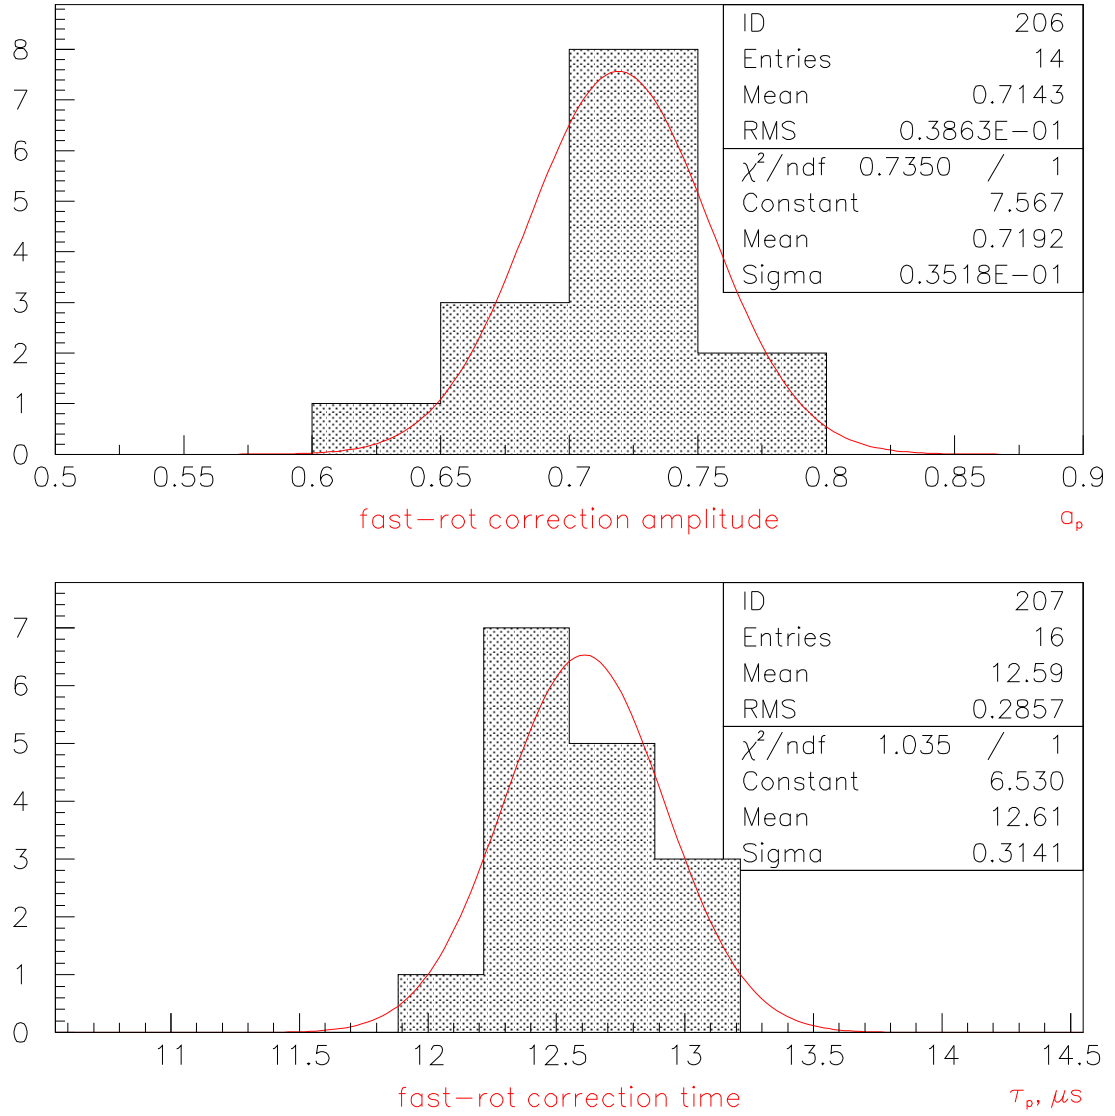 ID 206
Entries 14
Mean 0.7143
RMS 0.3863E−01
χ²/ndf 0.7350 / 1
Constant 7.567
Mean 0.7192
Sigma 0.3518E−01
8
7
6
5
4
3
2
1
0
0.5 0.55 0.6 0.65 0.7 0.75 0.8 0.85 0.9
fast−rot correction amplitude aₚ
ID 207
Entries 16
Mean 12.59
RMS 0.2857
χ²/ndf 1.035 / 1
Constant 6.530
Mean 12.61
Sigma 0.3141
7
6
5
4
3
2
1
0
11 11.5 12 12.5 13 13.5 14 14.5
fast−rot correction time τₚ, μs